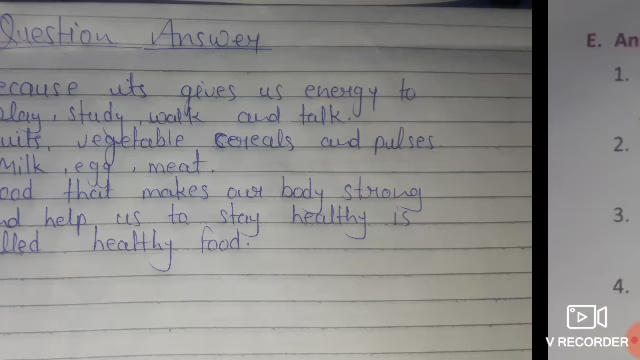 Question Answer
ecause its gives us energy to
play, study, walk and talk.
uits, vegetable cereals and pulses
Milk, egg, meat.
ood that makes our body strong
nd help us to stay healthy is
lled healthy food.
E. An
1.
2.
3.
4.
V RECORDER